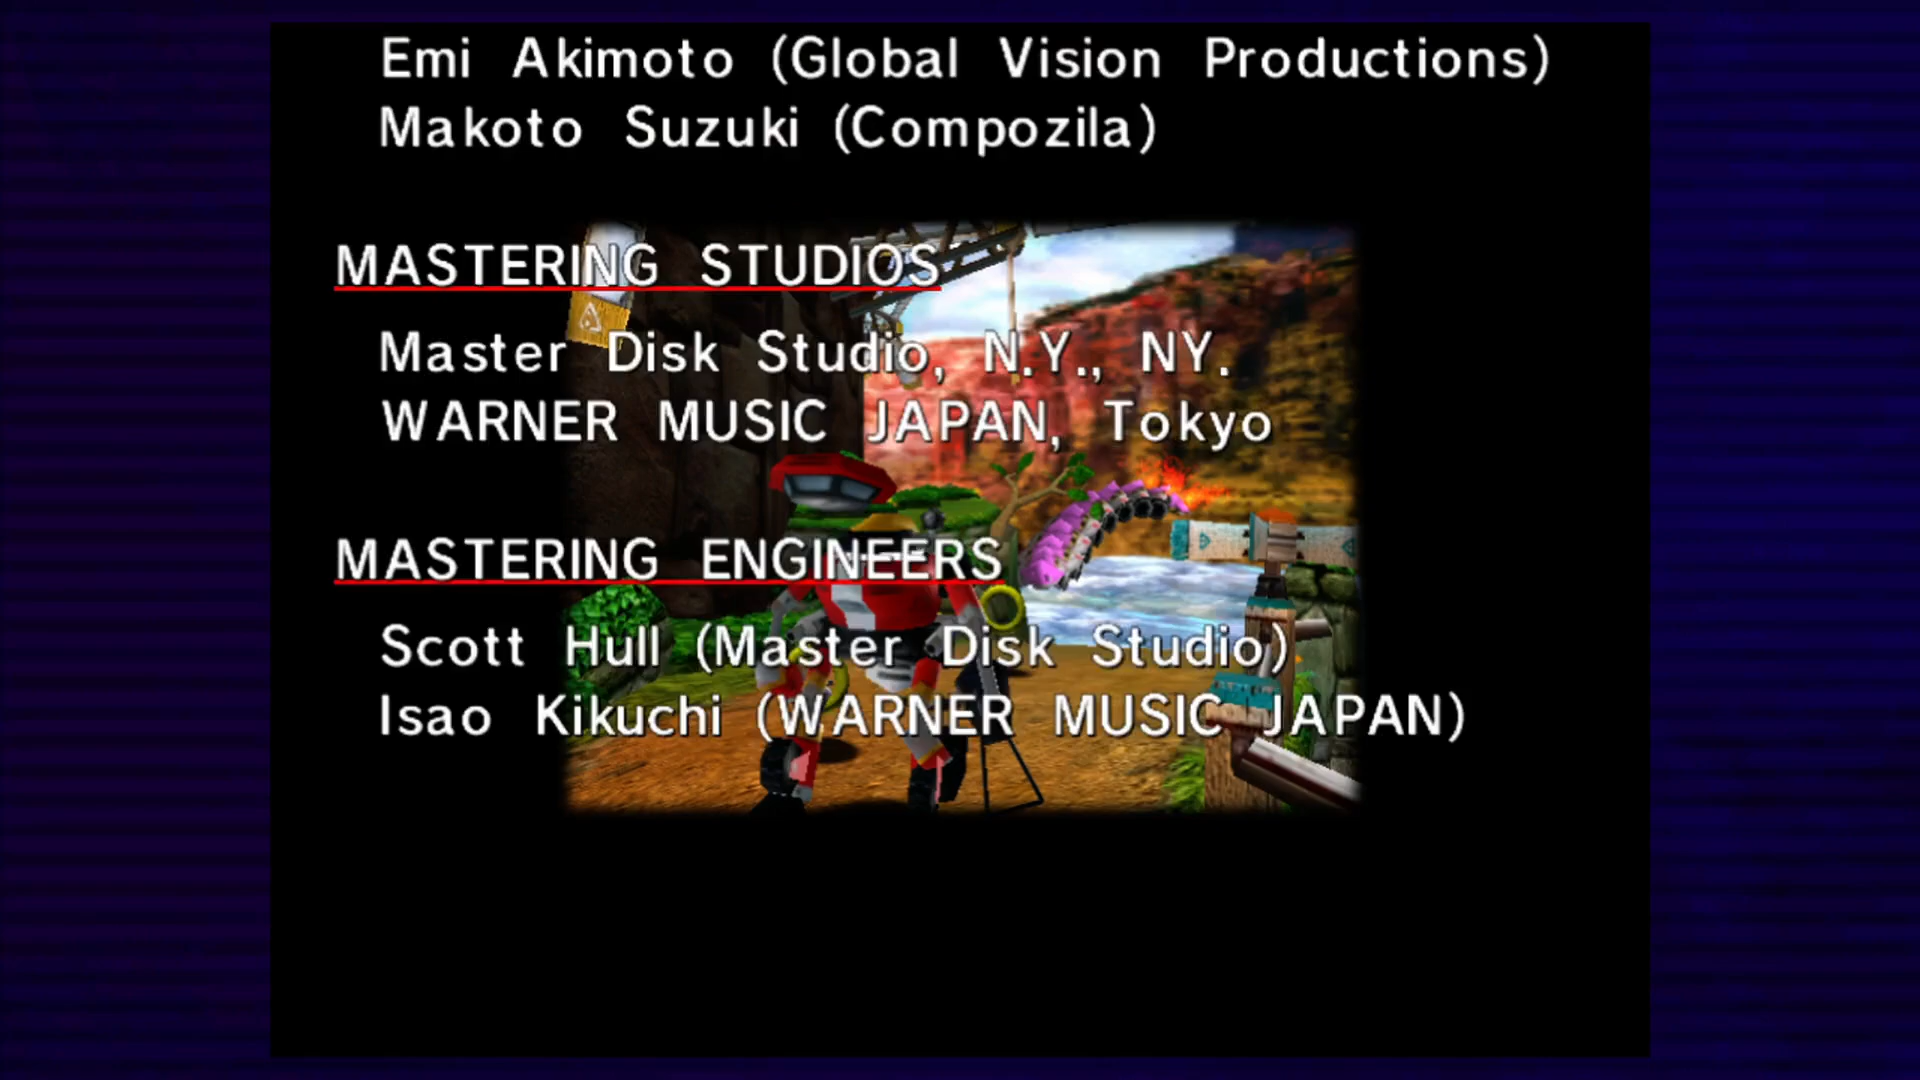 Emi Akimoto (Global Vision Productions)
Makoto Suzuki (Compozila)
MASTERING STUDIOS
Master Disk Studio, N.Y., NY.
WARNER MUSIC JAPAN, Tokyo
MASTERING ENGINEERS
Scott Hull (Master Disk Studio)
Isao Kikuchi (WARNER MUSIC JAPAN)